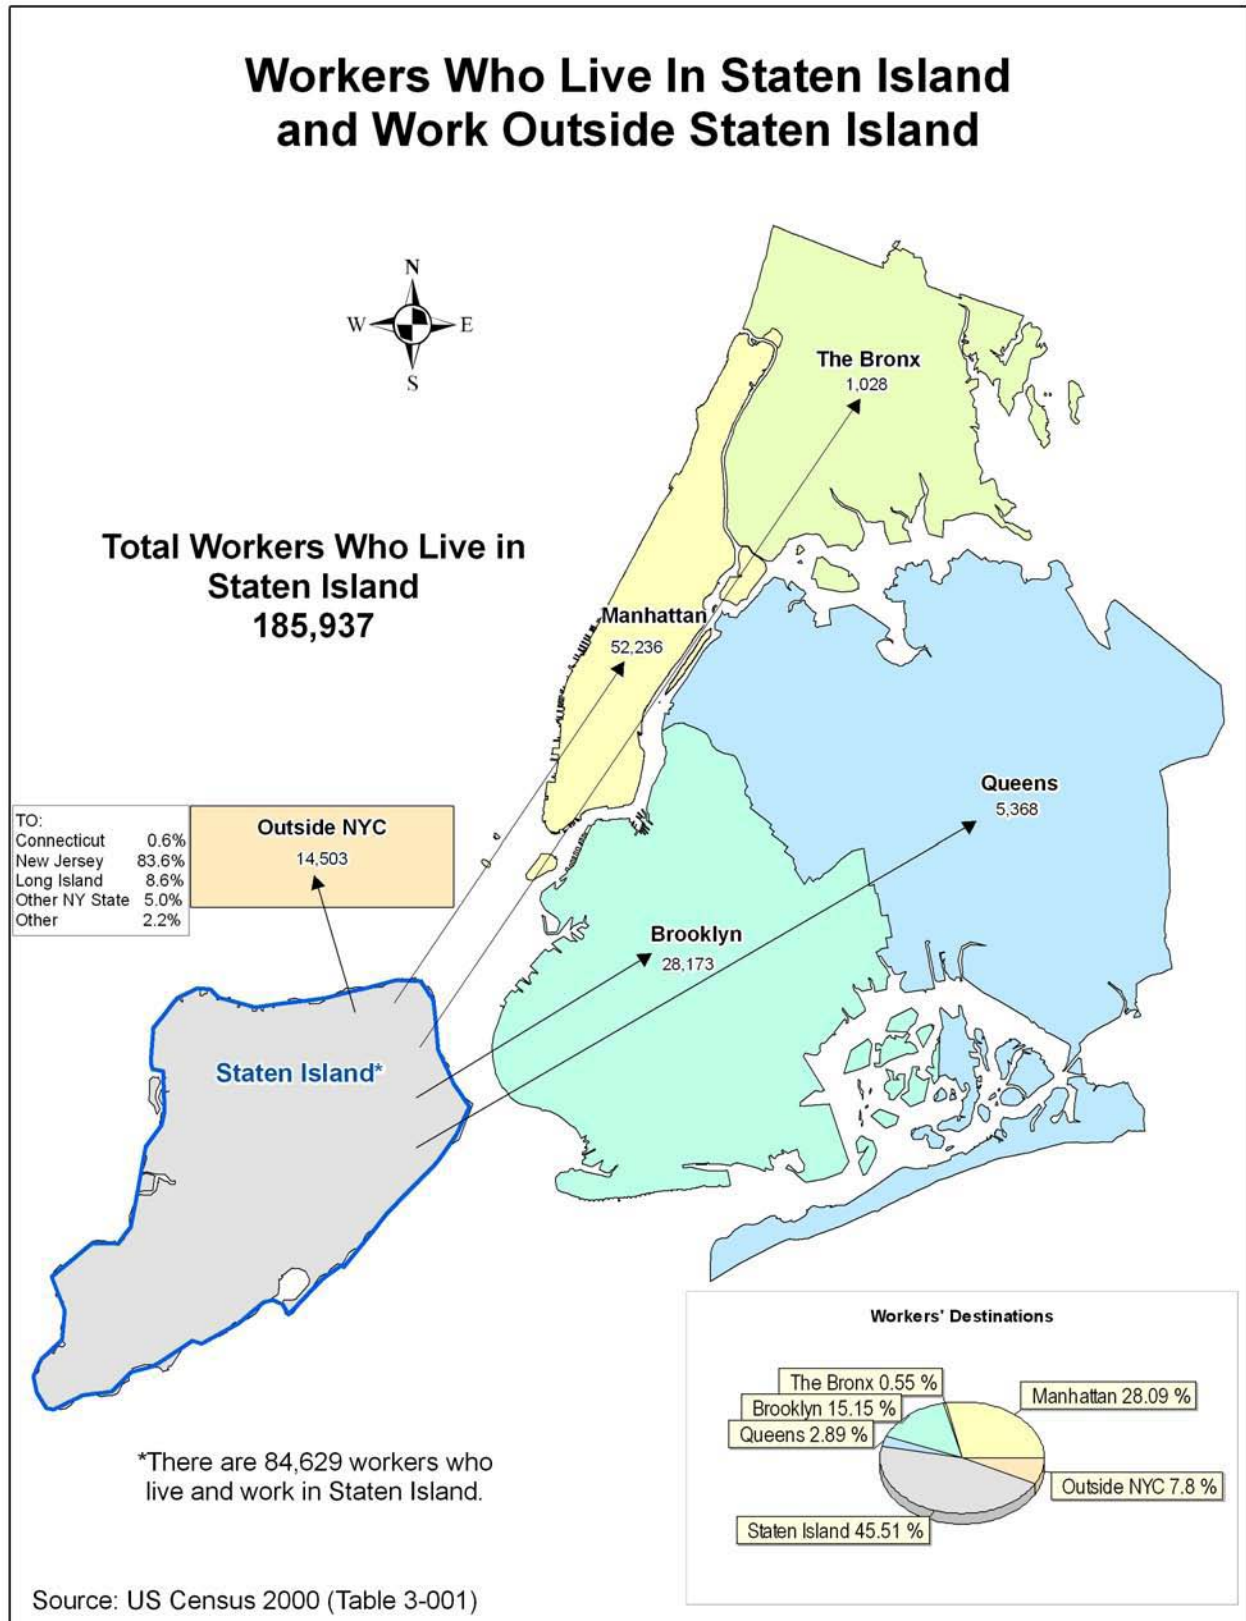 Workers Who Live In Staten Island
and Work Outside Staten Island
N
W E
S
The Bronx
1,028
Total Workers Who Live in
Staten Island
185,937
Manhattan
52,236
Queens
5,368
TO:
Connecticut 0.6%
New Jersey 83.6%
Long Island 8.6%
Other NY State 5.0%
Other 2.2%
Outside NYC
14,503
Brooklyn
28,173
Staten Island*
*There are 84,629 workers who
live and work in Staten Island.
Workers' Destinations
The Bronx 0.55 %
Manhattan 28.09 %
Brooklyn 15.15 %
Queens 2.89 %
Outside NYC 7.8 %
Staten Island 45.51 %
Source: US Census 2000 (Table 3-001)